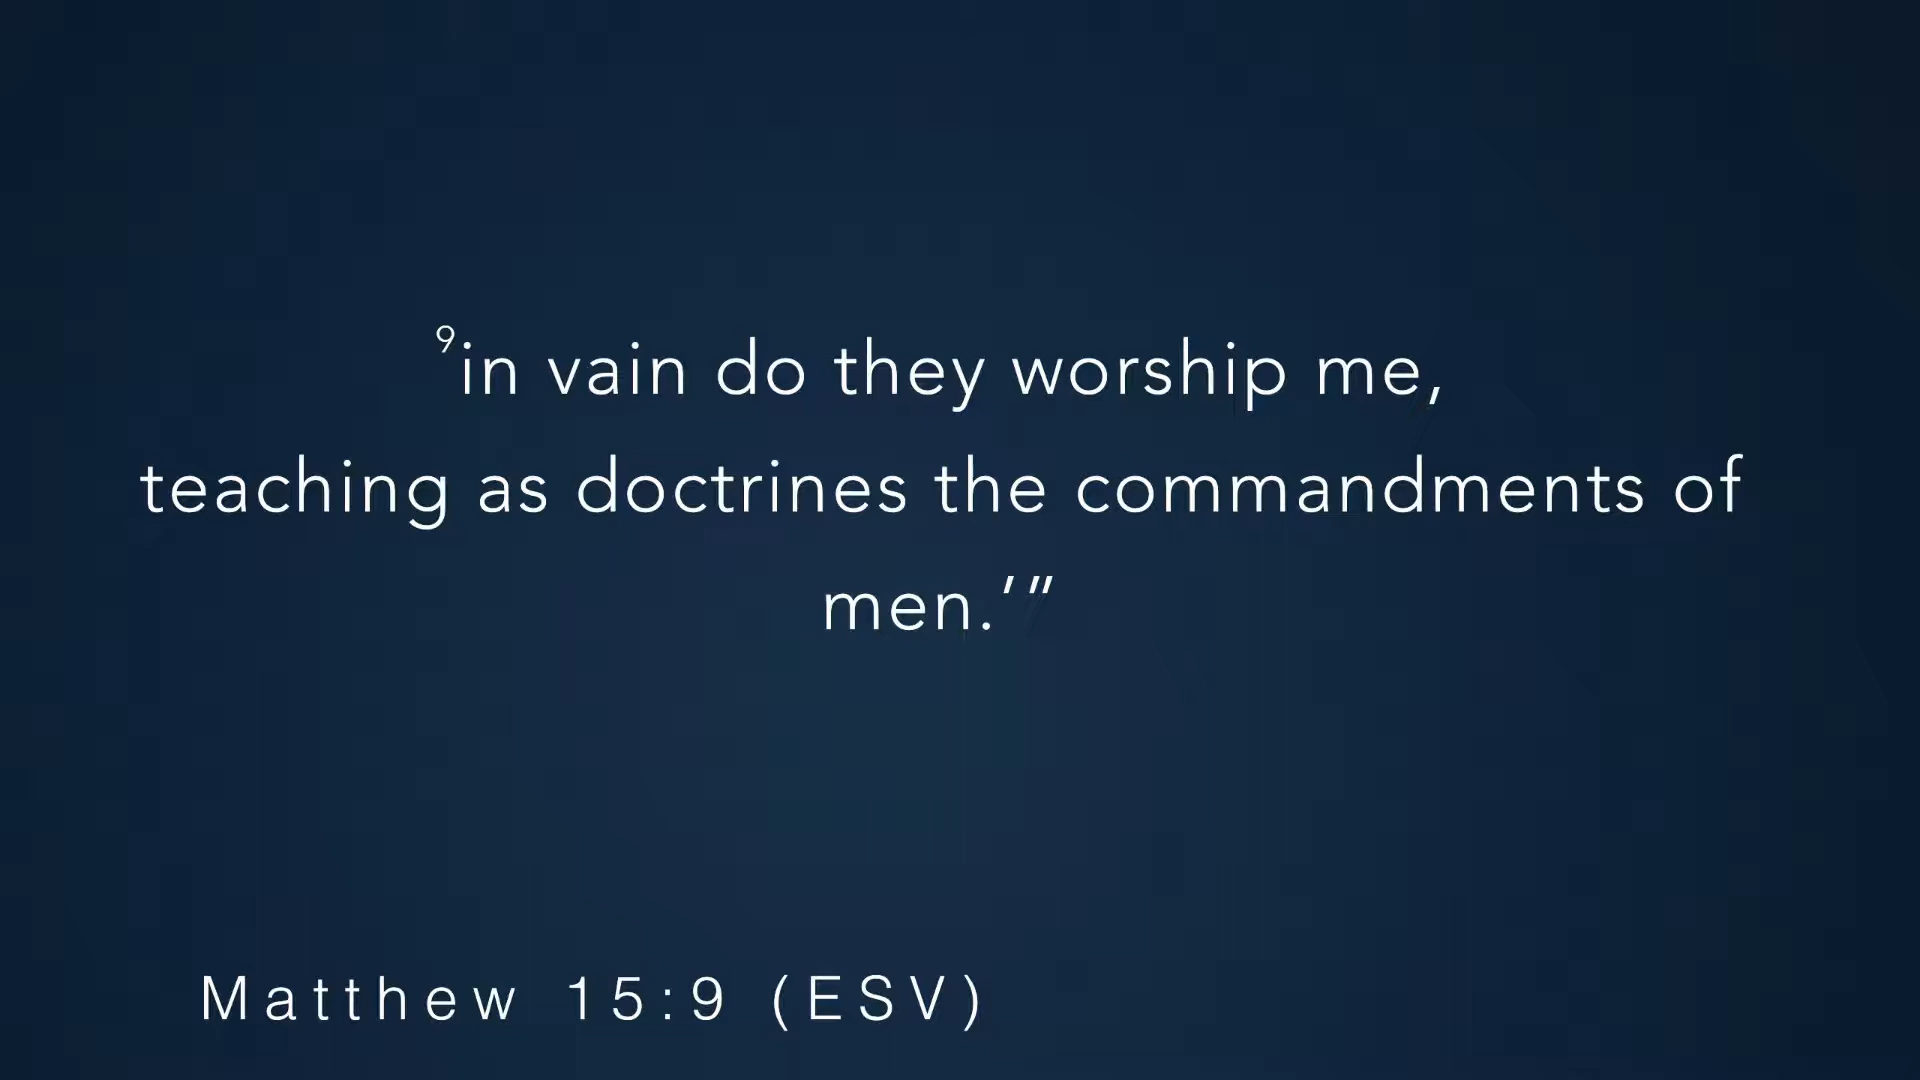 ⁹in vain do they worship me,
teaching as doctrines the commandments of
men.’”
Matthew 15:9 (ESV)